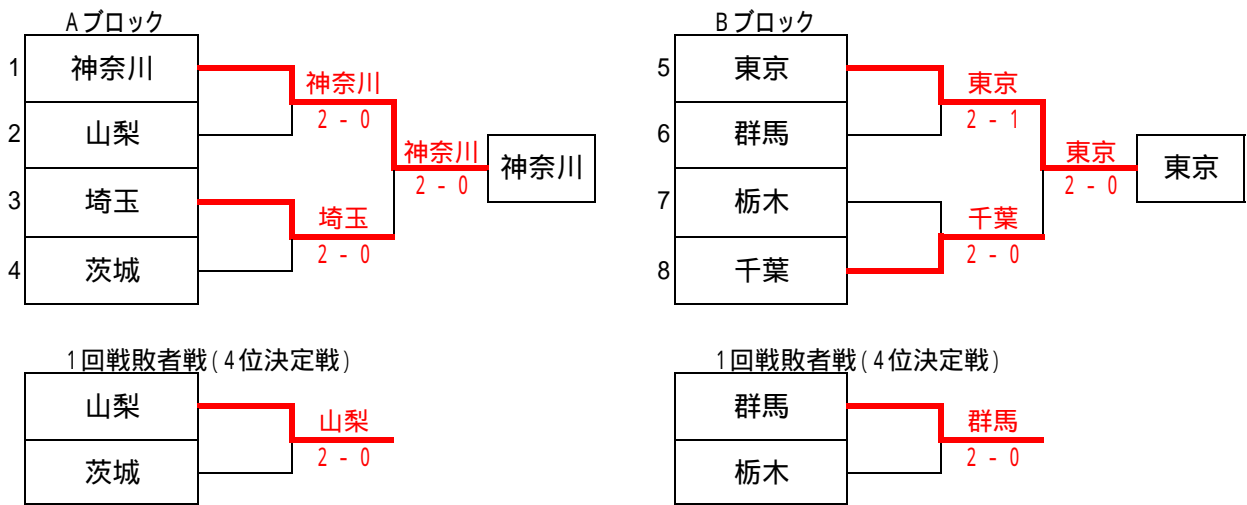 Aブロック
1 神奈川
2 山梨
3 埼玉
4 茨城
神奈川
2 - 0
埼玉
2 - 0
神奈川
2 - 0
神奈川
Bブロック
5 東京
6 群馬
7 栃木
8 千葉
東京
2 - 1
千葉
2 - 0
東京
2 - 0
東京
1回戦敗者戦(4位決定戦)
山梨
茨城
山梨
2 - 0
1回戦敗者戦(4位決定戦)
群馬
栃木
群馬
2 - 0